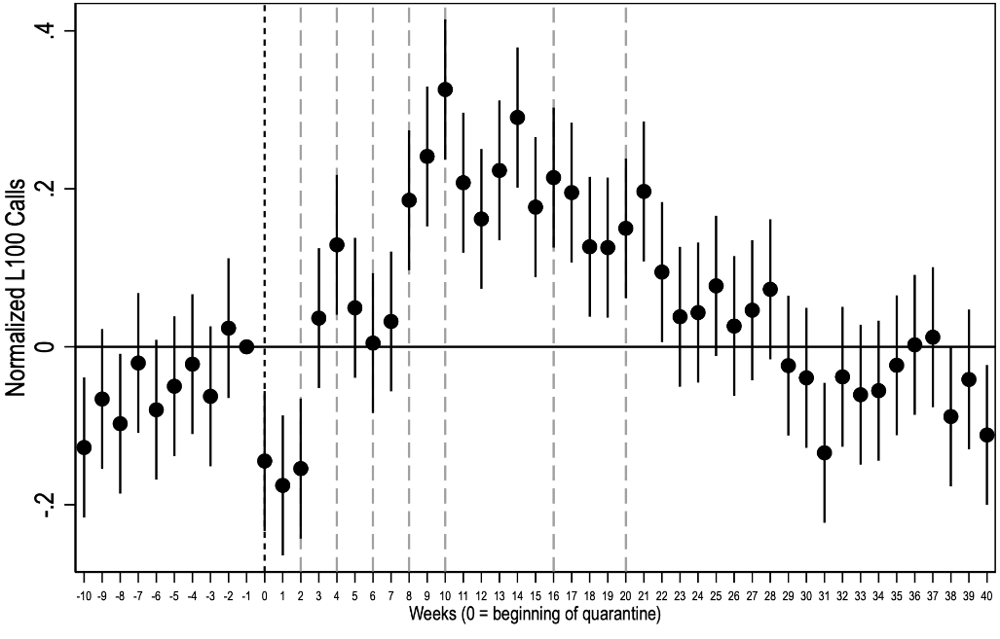 Normalized L100 Calls
.4
.2
0
-.2
-10 -9 -8 -7 -6 -5 -4 -3 -2 -1 0 1 2 3 4 5 6 7 8 9 10 11 12 13 14 15 16 17 18 19 20 21 22 23 24 25 26 27 28 29 30 31 32 33 34 35 36 37 38 39 40
Weeks (0 = beginning of quarantine)